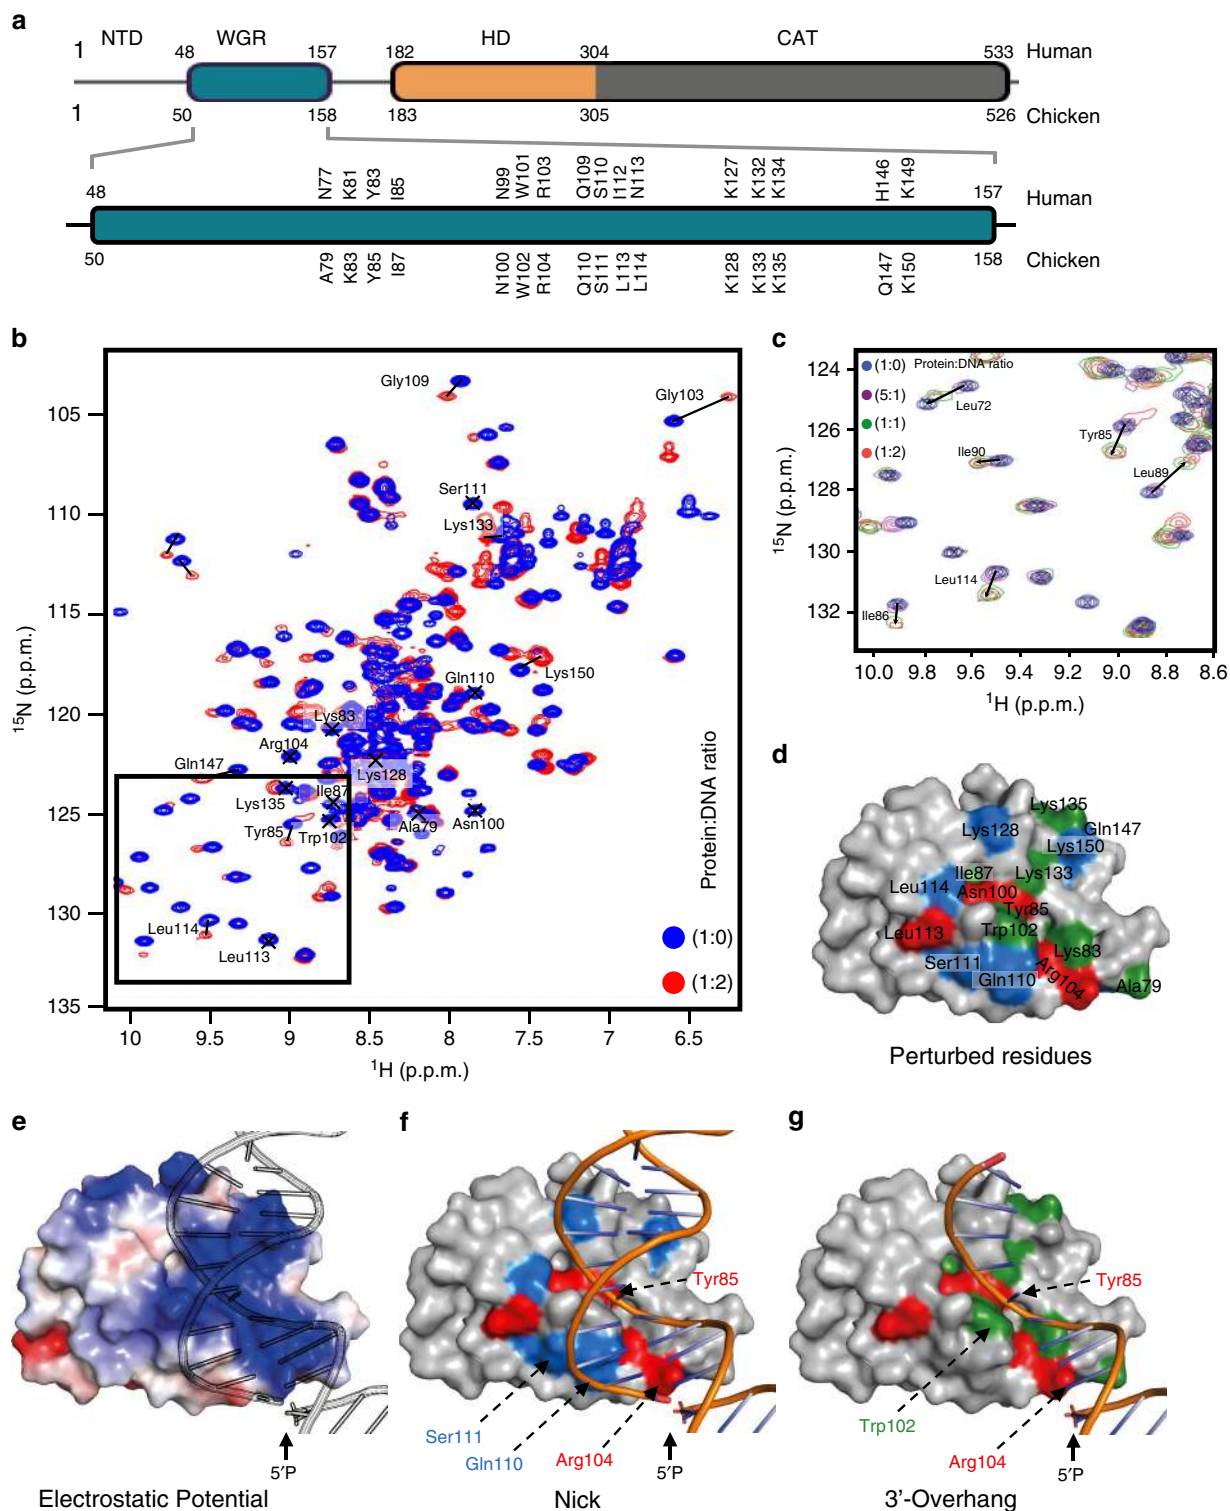 a
1 NTD 48 WGR 157 182 HD 304 CAT 533 Human
1 50 158 183 305 526 Chicken
48 N77 K81 Y83 I85 N99 W101 R103 Q109 S110 I112 N113 K127 K132 K134 H146 K149 157 Human
50 A79 K83 Y85 I87 N100 W102 R104 Q110 S111 L113 L114 K128 K133 K135 Q147 K150 158 Chicken
b
Gly109
Gly103
Ser111
Lys133
Lys150
Gln110
Lys83
Arg104
Lys128
Gln147
Ile87
Lys135
Tyr85
Trp102
Ala79
Asn100
Leu114
Leu113
Protein:DNA ratio
(1:0)
(1:2)
105
110
115
120
125
130
135
15N (p.p.m.)
10 9.5 9 8.5 8 7.5 7 6.5
1H (p.p.m.)
c
(1:0) Protein:DNA ratio
(5:1)
(1:1)
(1:2)
Leu72
Tyr85
Ile90
Leu89
Leu114
Ile86
124
126
128
130
132
15N (p.p.m.)
10.0 9.8 9.6 9.4 9.2 9.0 8.8 8.6
1H (p.p.m.)
d
Lys135
Lys128
Gln147
Lys150
Ile87
Lys133
Leu114
Asn100
Tyr85
Leu113
Trp102
Lys83
Ser111
Gln110
Arg104
Ala79
Perturbed residues
e
5′P
Electrostatic Potential
f
Tyr85
Ser111
Gln110
Arg104
5′P
Nick
g
Tyr85
Trp102
Arg104
5′P
3′-Overhang